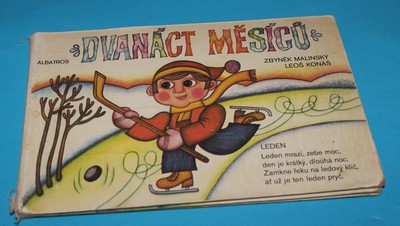 DVANÁCT MĚSÍCŮ
ALBATROS
ZBYNĚK MALINSKÝ
LEOŠ KONÁŠ
LEDEN
Leden mrazí, zebe moc,
den je krátký, dlouhá noc.
Zamkne řeku na ledový klíč,
ať už je ten leden pryč.